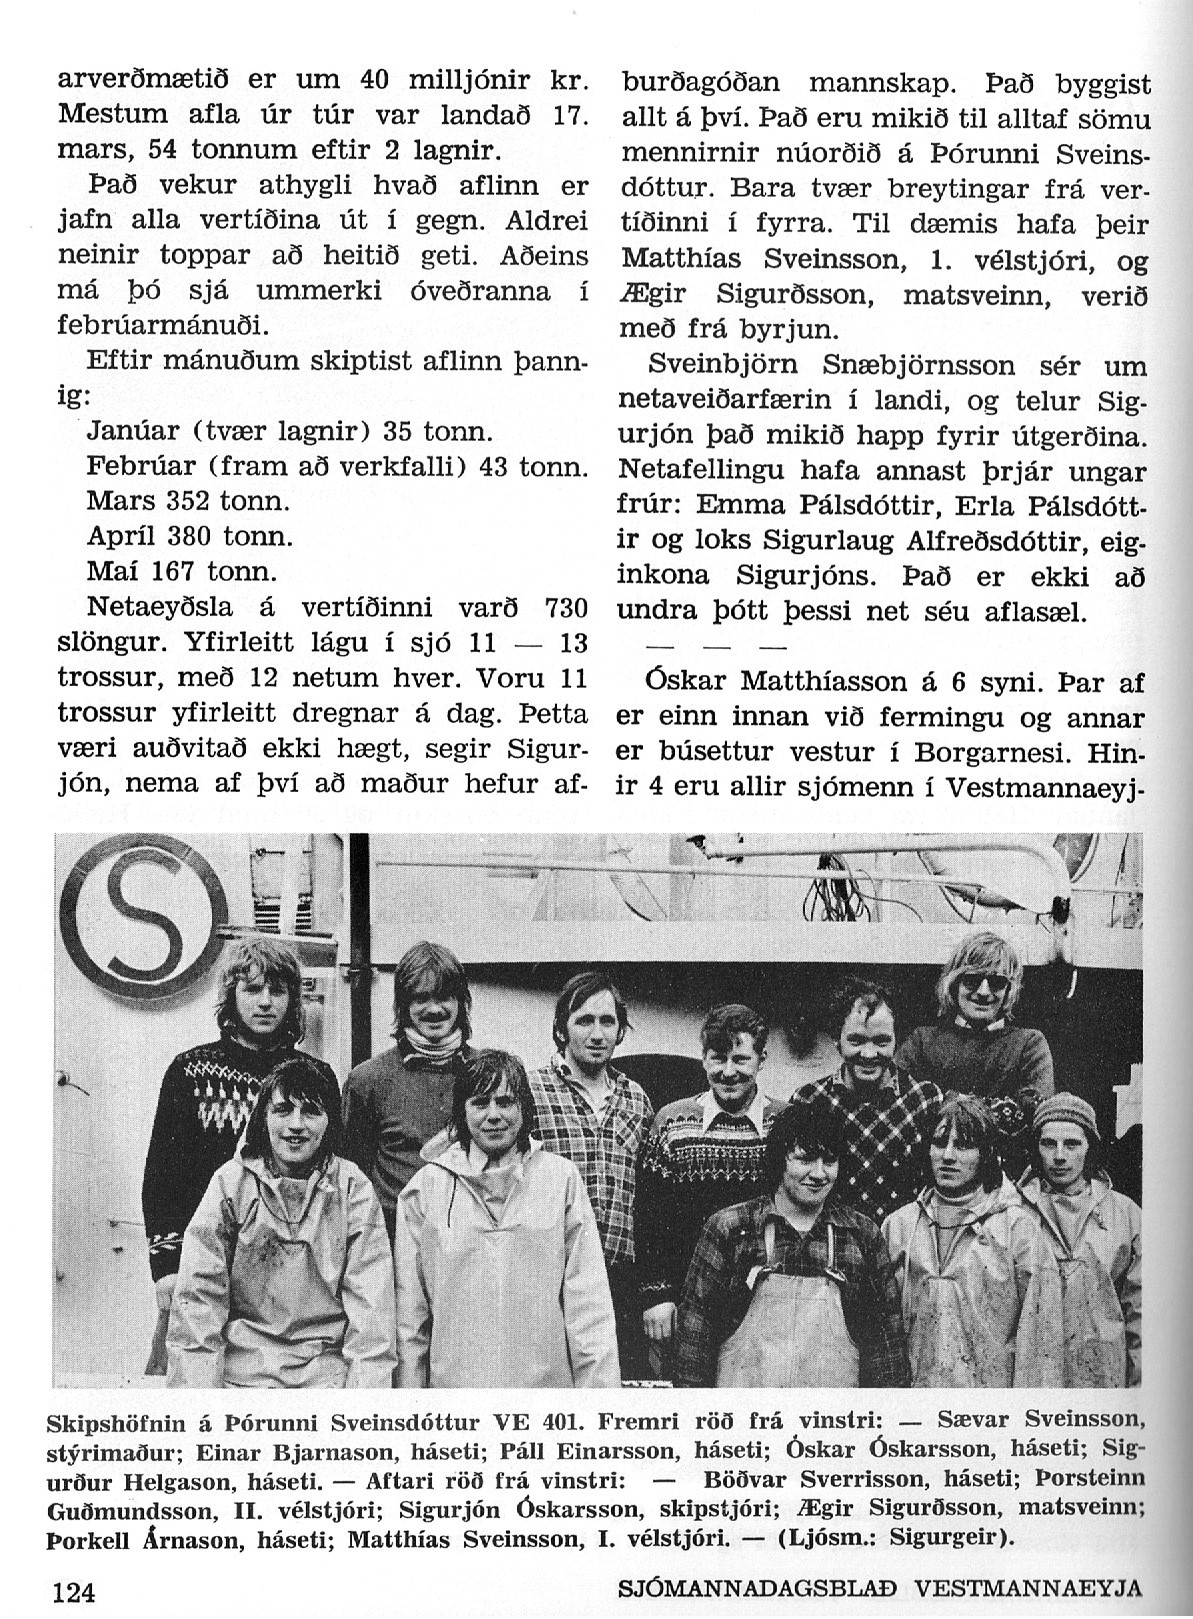 arverðmætið er um 40 milljónir kr.
Mestum afla úr túr var landað 17.
mars, 54 tonnum eftir 2 lagnir.
Það vekur athygli hvað aflinn er
jafn alla vertíðina út í gegn. Aldrei
neinir toppar að heitið geti. Aðeins
má þó sjá ummerki óveðranna í
febrúarmánuði.
Eftir mánuðum skiptist aflinn þann-
ig:
Janúar (tvær lagnir) 35 tonn.
Febrúar (fram að verkfalli) 43 tonn.
Mars 352 tonn.
Apríl 380 tonn.
Maí 167 tonn.
Netaeyðsla á vertíðinni varð 730
slöngur. Yfirleitt lágu í sjó 11 — 13
trossur, með 12 netum hver. Voru 11
trossur yfirleitt dregnar á dag. Þetta
væri auðvitað ekki hægt, segir Sigur-
jón, nema af því að maður hefur af-
burðagóðan mannskap. Það byggist
allt á því. Það eru mikið til alltaf sömu
mennirnir núorðið á Þórunni Sveins-
dóttur. Bara tvær breytingar frá ver-
tíðinni í fyrra. Til dæmis hafa þeir
Matthías Sveinsson, 1. vélstjóri, og
Ægir Sigurðsson, matsveinn, verið
með frá byrjun.
Sveinbjörn Snæbjörnsson sér um
netaveiðarfærin í landi, og telur Sig-
urjón það mikið happ fyrir útgerðina.
Netafellingu hafa annast þrjár ungar
frúr: Emma Pálsdóttir, Erla Pálsdótt-
ir og loks Sigurlaug Alfreðsdóttir, eig-
inkona Sigurjóns. Það er ekki að
undra þótt þessi net séu aflasæl.
— — —
Óskar Matthíasson á 6 syni. Þar af
er einn innan við fermingu og annar
er búsettur vestur í Borgarnesi. Hin-
ir 4 eru allir sjómenn í Vestmannaeyj-
S
Skipshöfnin á Þórunni Sveinsdóttur VE 401. Fremri röð frá vinstri: — Sævar Sveinsson,
stýrimaður; Einar Bjarnason, háseti; Páll Einarsson, háseti; Óskar Óskarsson, háseti; Sig-
urður Helgason, háseti. — Aftari röð frá vinstri: — Böðvar Sverrisson, háseti; Þorsteinn
Guðmundsson, II. vélstjóri; Sigurjón Óskarsson, skipstjóri; Ægir Sigurðsson, matsveinn;
Þorkell Árnason, háseti; Matthías Sveinsson, I. vélstjóri. — (Ljósm.: Sigurgeir).
124
SJÓMANNADAGSBLAÐ VESTMANNAEYJA